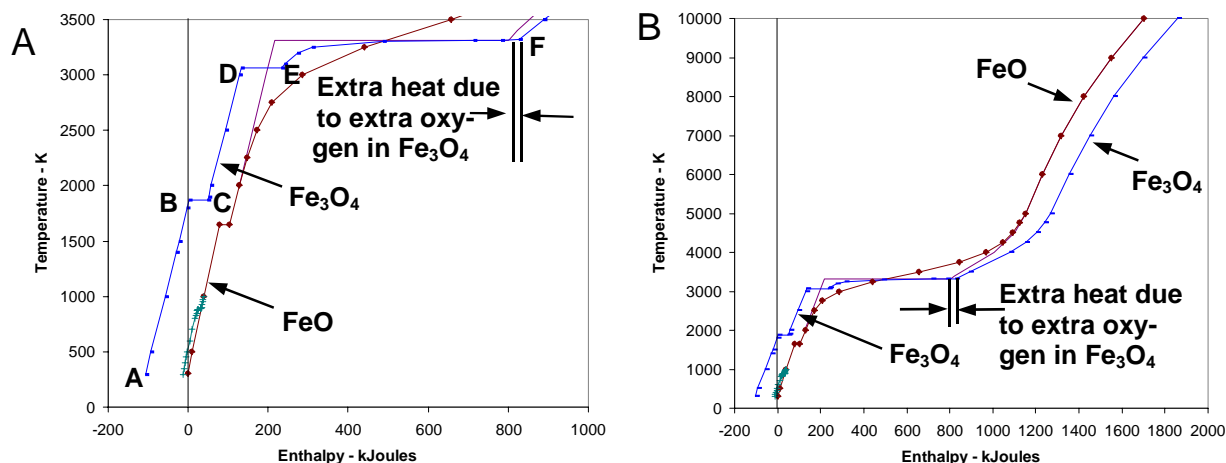 A
3500
3000
2500
2000
1500
1000
500
0
Temperature - K
-200
0
200
400
600
800
1000
Enthalpy - kJoules
D
E
F
Extra heat due
to extra oxy-
gen in Fe₃O₄
B
C
Fe₃O₄
FeO
A
B
10000
9000
8000
7000
6000
5000
4000
3000
2000
1000
0
Temperature - K
-200
0
200
400
600
800
1000
1200
1400
1600
1800
2000
Enthalpy - kJoules
FeO
Fe₃O₄
Extra heat due
to extra oxy-
gen in Fe₃O₄
Fe₃O₄